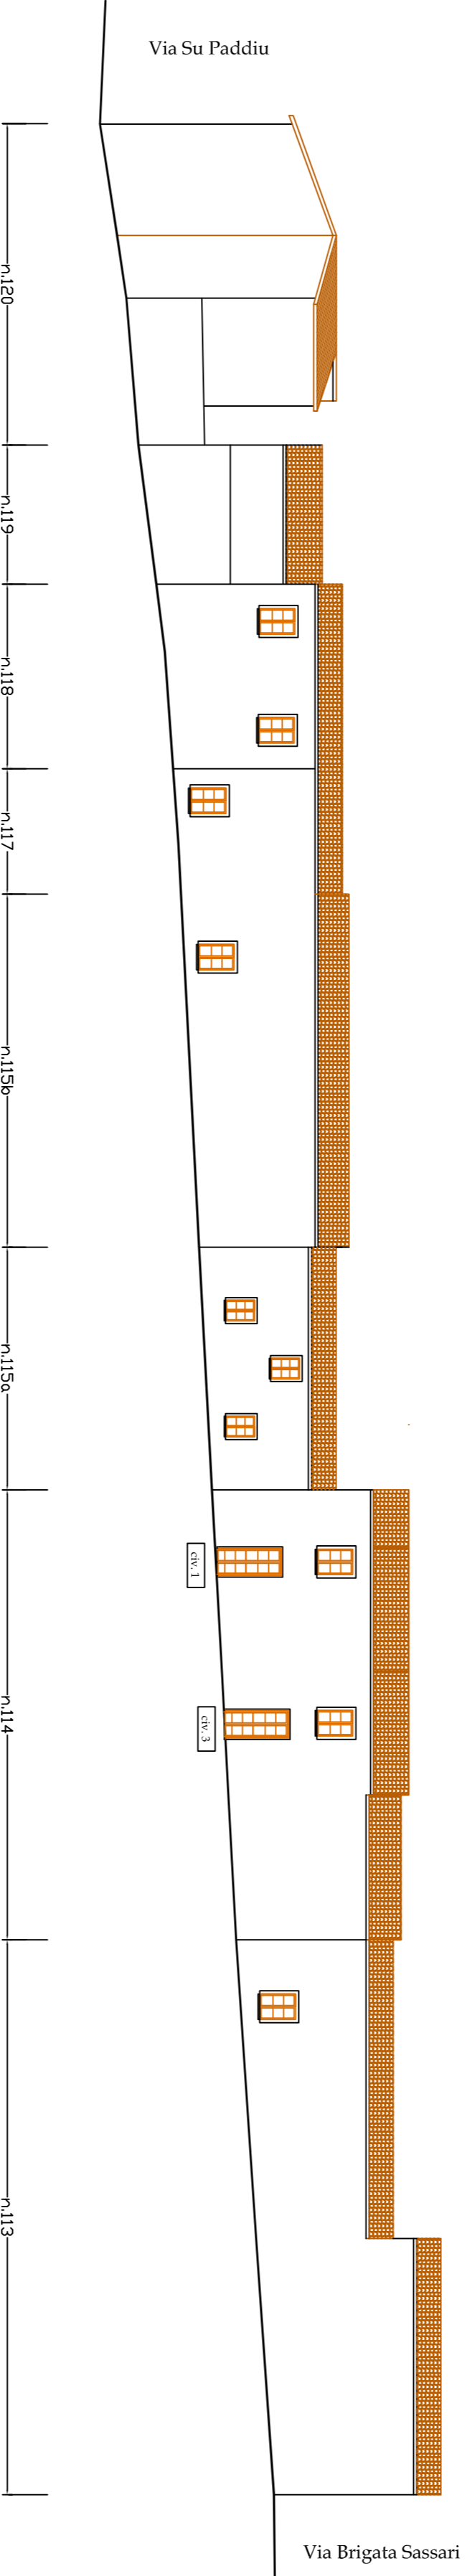 Via Su Paddiu
n.120
n.119
n.118
n.117
n.115b
n.115a
civ. 1
n.114
civ. 3
n.113
Via Brigata Sassari